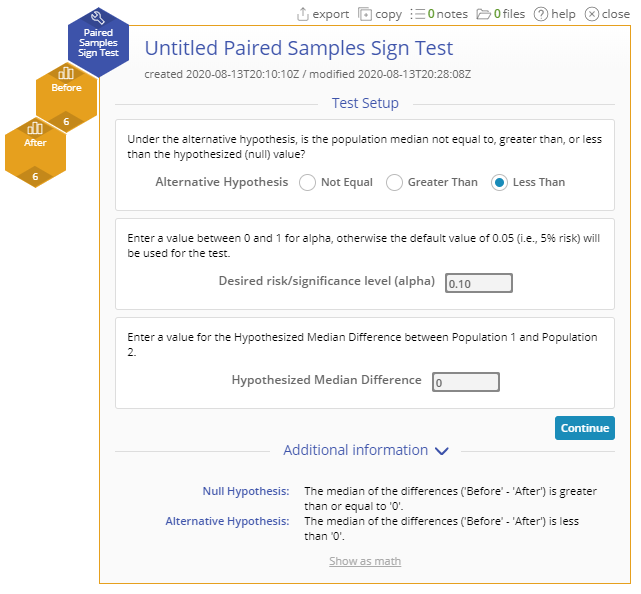 export copy 0 notes 0 files help close
Paired
Samples
Sign Test
Before
6
After
6
Untitled Paired Samples Sign Test
created 2020-08-13T20:10:10Z / modified 2020-08-13T20:28:08Z
Test Setup
Under the alternative hypothesis, is the population median not equal to, greater than, or less
than the hypothesized (null) value?
Alternative Hypothesis Not Equal Greater Than Less Than
Enter a value between 0 and 1 for alpha, otherwise the default value of 0.05 (i.e., 5% risk) will
be used for the test.
Desired risk/significance level (alpha) 0.10
Enter a value for the Hypothesized Median Difference between Population 1 and Population
2.
Hypothesized Median Difference 0
Continue
Additional information
Null Hypothesis: The median of the differences ('Before' - 'After') is greater
than or equal to '0'.
Alternative Hypothesis: The median of the differences ('Before' - 'After') is less
than '0'.
Show as math